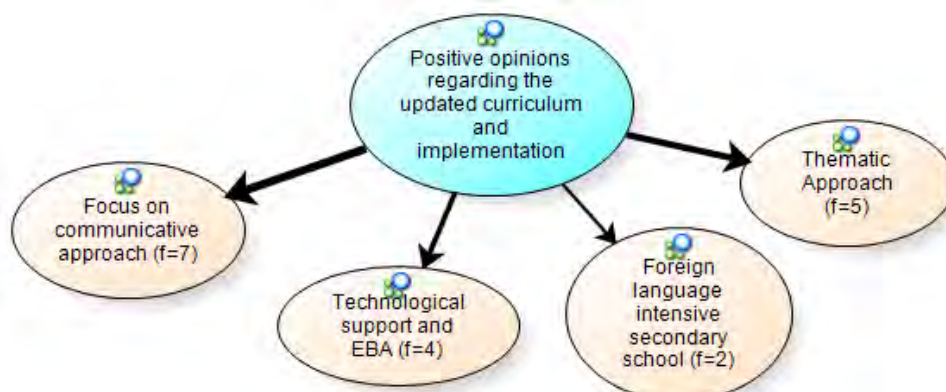 Positive opinions
regarding the
updated curriculum
and
implementation
Focus on
communicative
approach (f=7)
Technological
support and
EBA (f=4)
Foreign
language
intensive
secondary
school (f=2)
Thematic
Approach
(f=5)